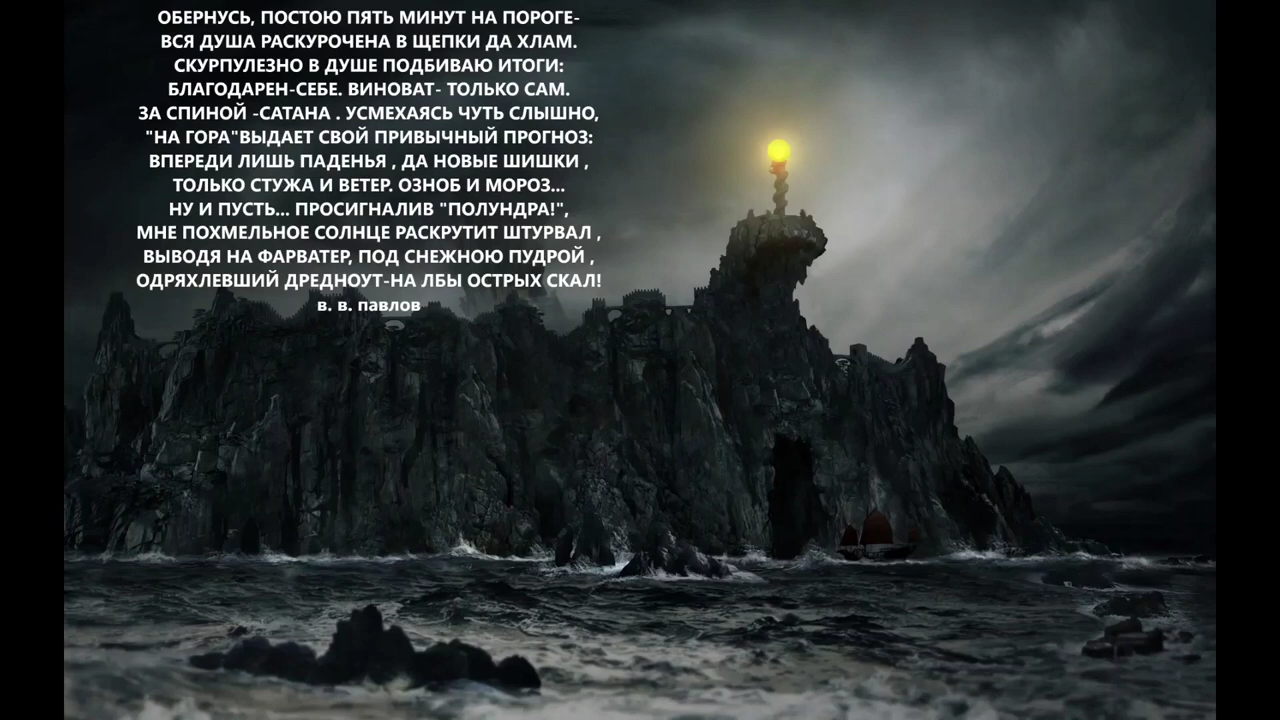 ОБЕРНУСЬ, ПОСТОЮ ПЯТЬ МИНУТ НА ПОРОГЕ-
ВСЯ ДУША РАСКУРОЧЕНА В ЩЕПКИ ДА ХЛАМ.
СКУРПУЛЕЗНО В ДУШЕ ПОДБИВАЮ ИТОГИ:
БЛАГОДАРЕН-СЕБЕ. ВИНОВАТ- ТОЛЬКО САМ.
ЗА СПИНОЙ -САТАНА . УСМЕХАЯСЬ ЧУТЬ СЛЫШНО,
"НА ГОРА"ВЫДАЕТ СВОЙ ПРИВЫЧНЫЙ ПРОГНОЗ:
ВПЕРЕДИ ЛИШЬ ПАДЕНЬЯ , ДА НОВЫЕ ШИШКИ ,
ТОЛЬКО СТУЖА И ВЕТЕР. ОЗНОБ И МОРОЗ...
НУ И ПУСТЬ... ПРОСИГНАЛИВ "ПОЛУНДРА!",
МНЕ ПОХМЕЛЬНОЕ СОЛНЦЕ РАСКРУТИТ ШТУРВАЛ ,
ВЫВОДЯ НА ФАРВАТЕР, ПОД СНЕЖНОЮ ПУДРОЙ ,
ОДРЯХЛЕВШИЙ ДРЕДНОУТ-НА ЛБЫ ОСТРЫХ СКАЛ!
в. в. павлов